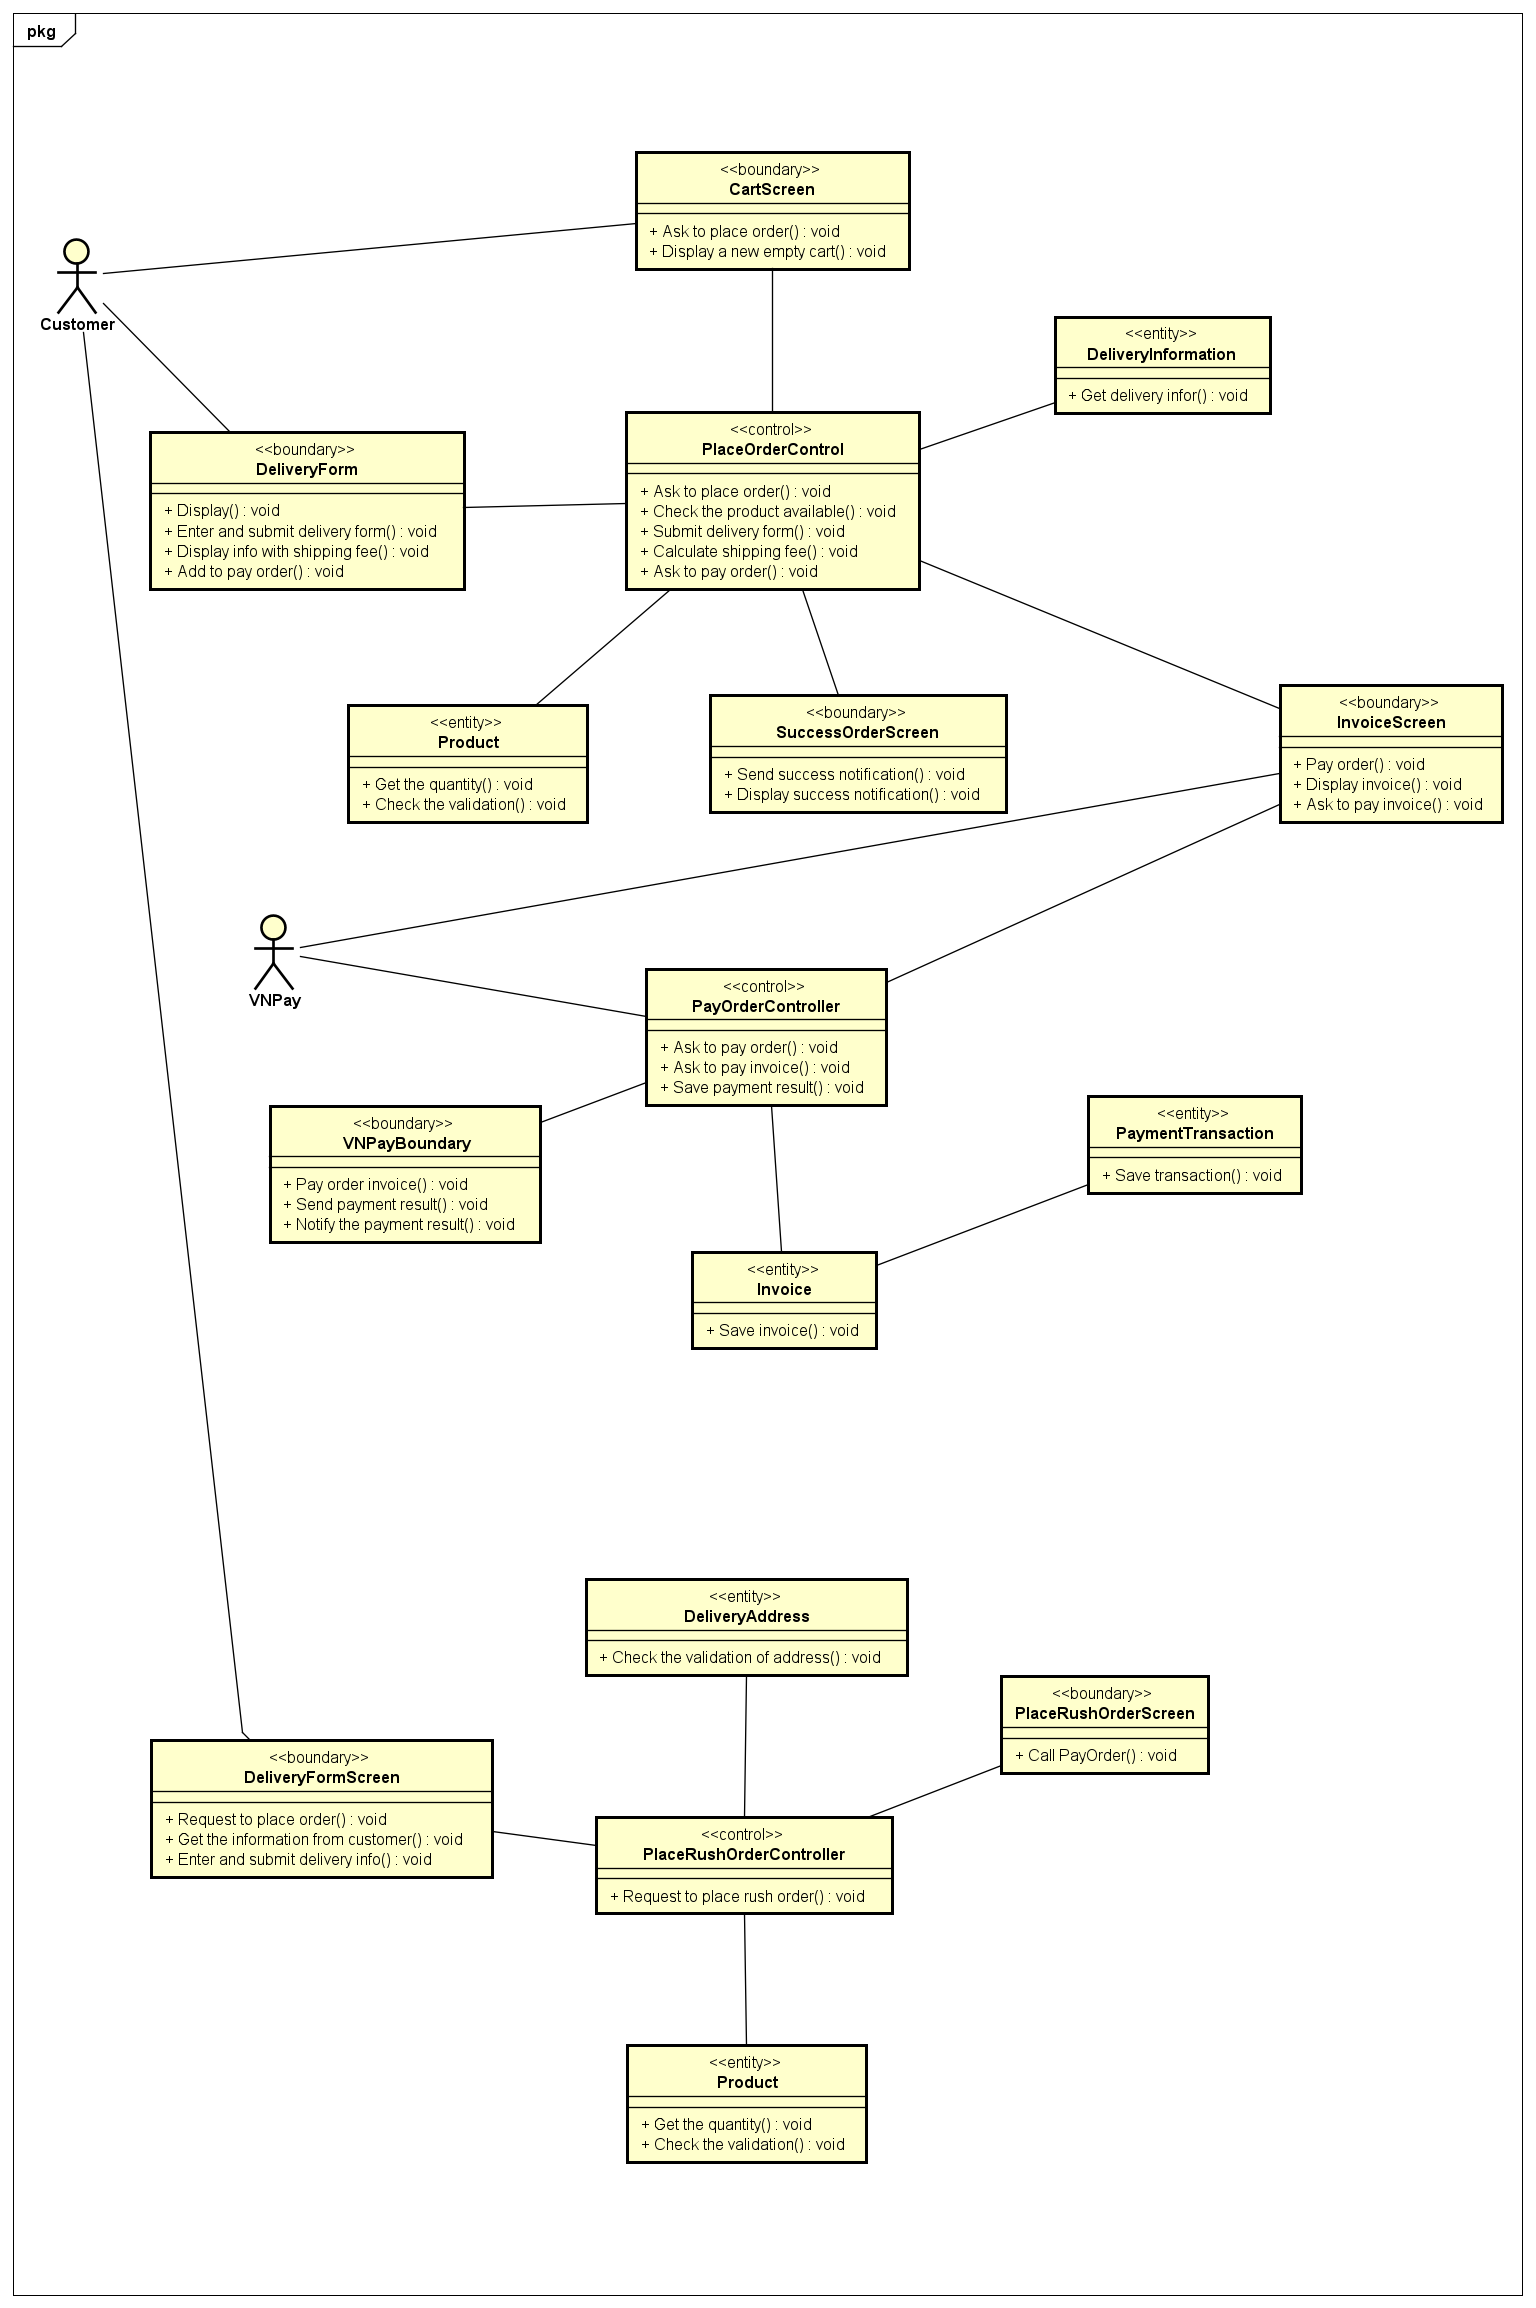 pkg
<<boundary>>
CartScreen
+ Ask to place order() : void
+ Display a new empty cart() : void
Customer
<<entity>>
DeliveryInformation
+ Get delivery infor() : void
<<boundary>>
DeliveryForm
+ Display() : void
+ Enter and submit delivery form() : void
+ Display info with shipping fee() : void
+ Add to pay order() : void
<<control>>
PlaceOrderControl
+ Ask to place order() : void
+ Check the product available() : void
+ Submit delivery form() : void
+ Calculate shipping fee() : void
+ Ask to pay order() : void
<<entity>>
Product
+ Get the quantity() : void
+ Check the validation() : void
<<boundary>>
SuccessOrderScreen
+ Send success notification() : void
+ Display success notification() : void
<<boundary>>
InvoiceScreen
+ Pay order() : void
+ Display invoice() : void
+ Ask to pay invoice() : void
VNPay
<<control>>
PayOrderController
+ Ask to pay order() : void
+ Ask to pay invoice() : void
+ Save payment result() : void
<<boundary>>
VNPayBoundary
+ Pay order invoice() : void
+ Send payment result() : void
+ Notify the payment result() : void
<<entity>>
PaymentTransaction
+ Save transaction() : void
<<entity>>
Invoice
+ Save invoice() : void
<<entity>>
DeliveryAddress
+ Check the validation of address() : void
<<boundary>>
PlaceRushOrderScreen
+ Call PayOrder() : void
<<boundary>>
DeliveryFormScreen
+ Request to place order() : void
+ Get the information from customer() : void
+ Enter and submit delivery info() : void
<<control>>
PlaceRushOrderController
+ Request to place rush order() : void
<<entity>>
Product
+ Get the quantity() : void
+ Check the validation() : void